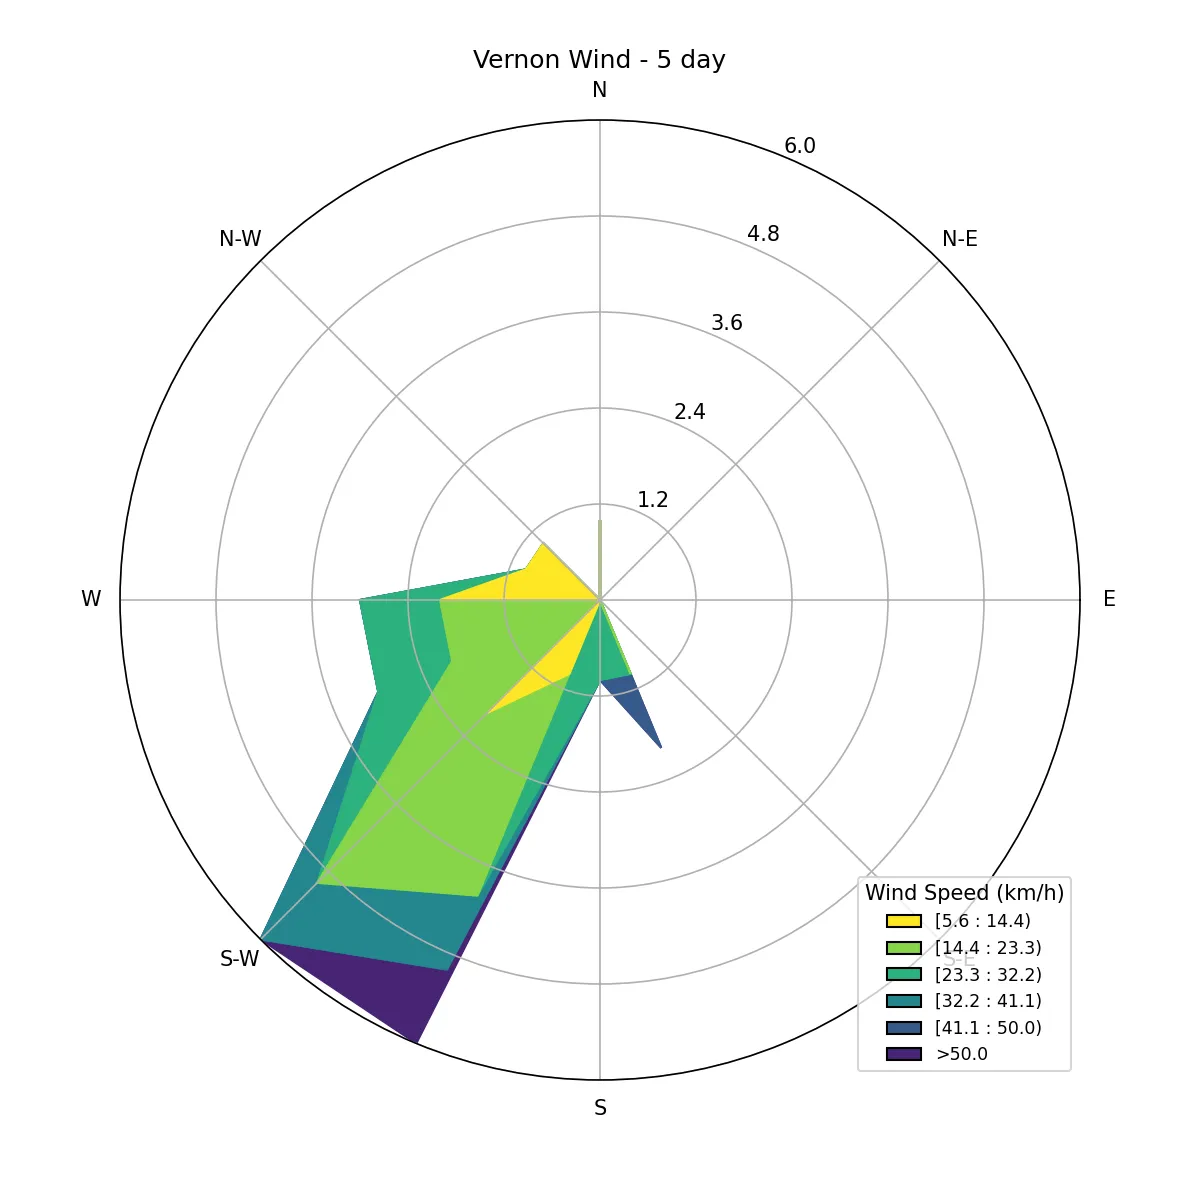 Vernon Wind - 5 day
N
6.0
4.8
N-W
N-E
3.6
2.4
1.2
W
E
Wind Speed (km/h)
[5.6 : 14.4)
[14.4 : 23.3)
S-W
S-E
[23.3 : 32.2)
[32.2 : 41.1)
[41.1 : 50.0)
>50.0
S